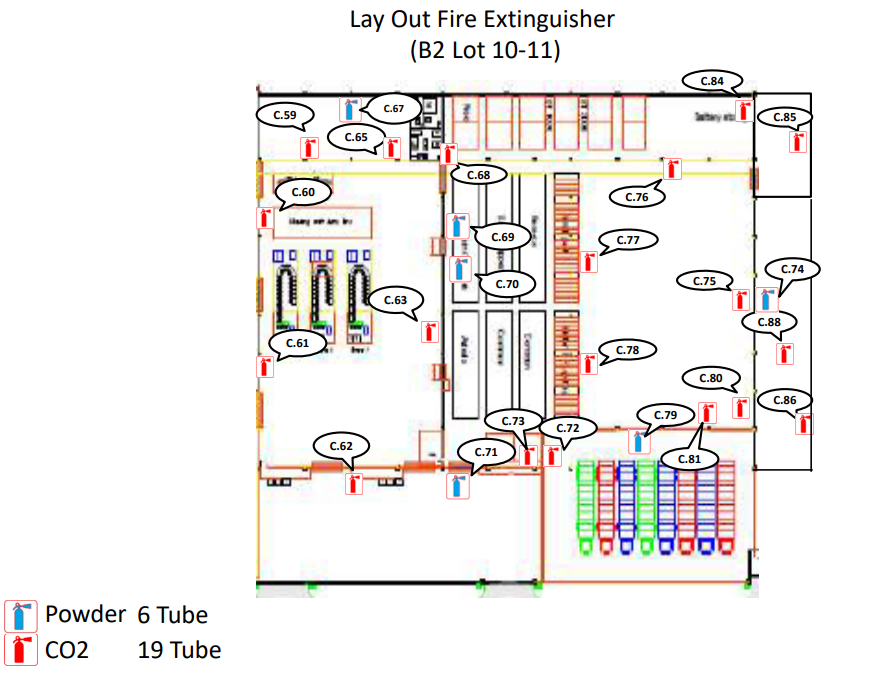 Lay Out Fire Extinguisher
(B2 Lot 10-11)
C.84
C.59
C.67
C.85
C.65
C.68
C.60
C.76
C.69
C.77
C.70
C.75
C.74
C.63
C.88
C.61
C.78
C.80
C.86
C.73
C.72
C.79
C.62
C.71
C.81
Powder 6 Tube
CO2 19 Tube